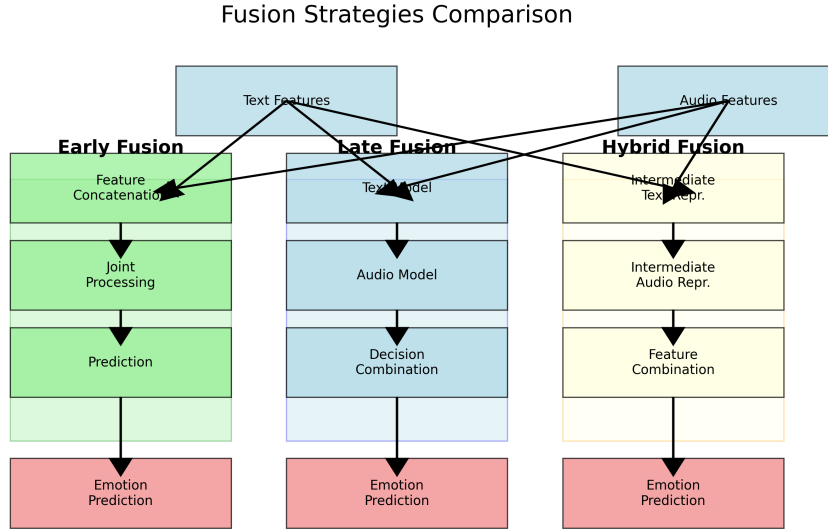 Fusion Strategies Comparison
Text Features
Audio Features
Early Fusion
Late Fusion
Hybrid Fusion
Feature
Concatenation
Text Model
Intermediate
Text Repr.
Joint
Processing
Audio Model
Intermediate
Audio Repr.
Prediction
Decision
Combination
Feature
Combination
Emotion
Prediction
Emotion
Prediction
Emotion
Prediction